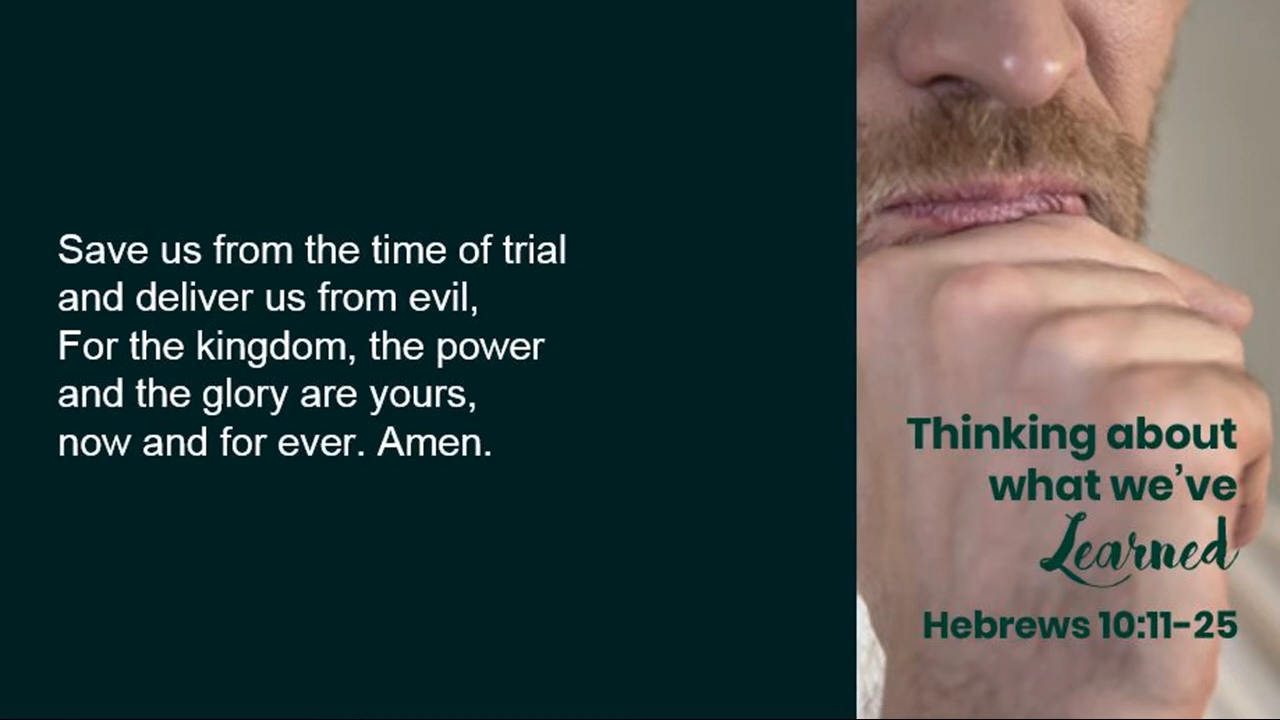 Save us from the time of trial
and deliver us from evil,
For the kingdom, the power
and the glory are yours,
now and for ever. Amen.
Thinking about
what we’ve
Learned
Hebrews 10:11-25